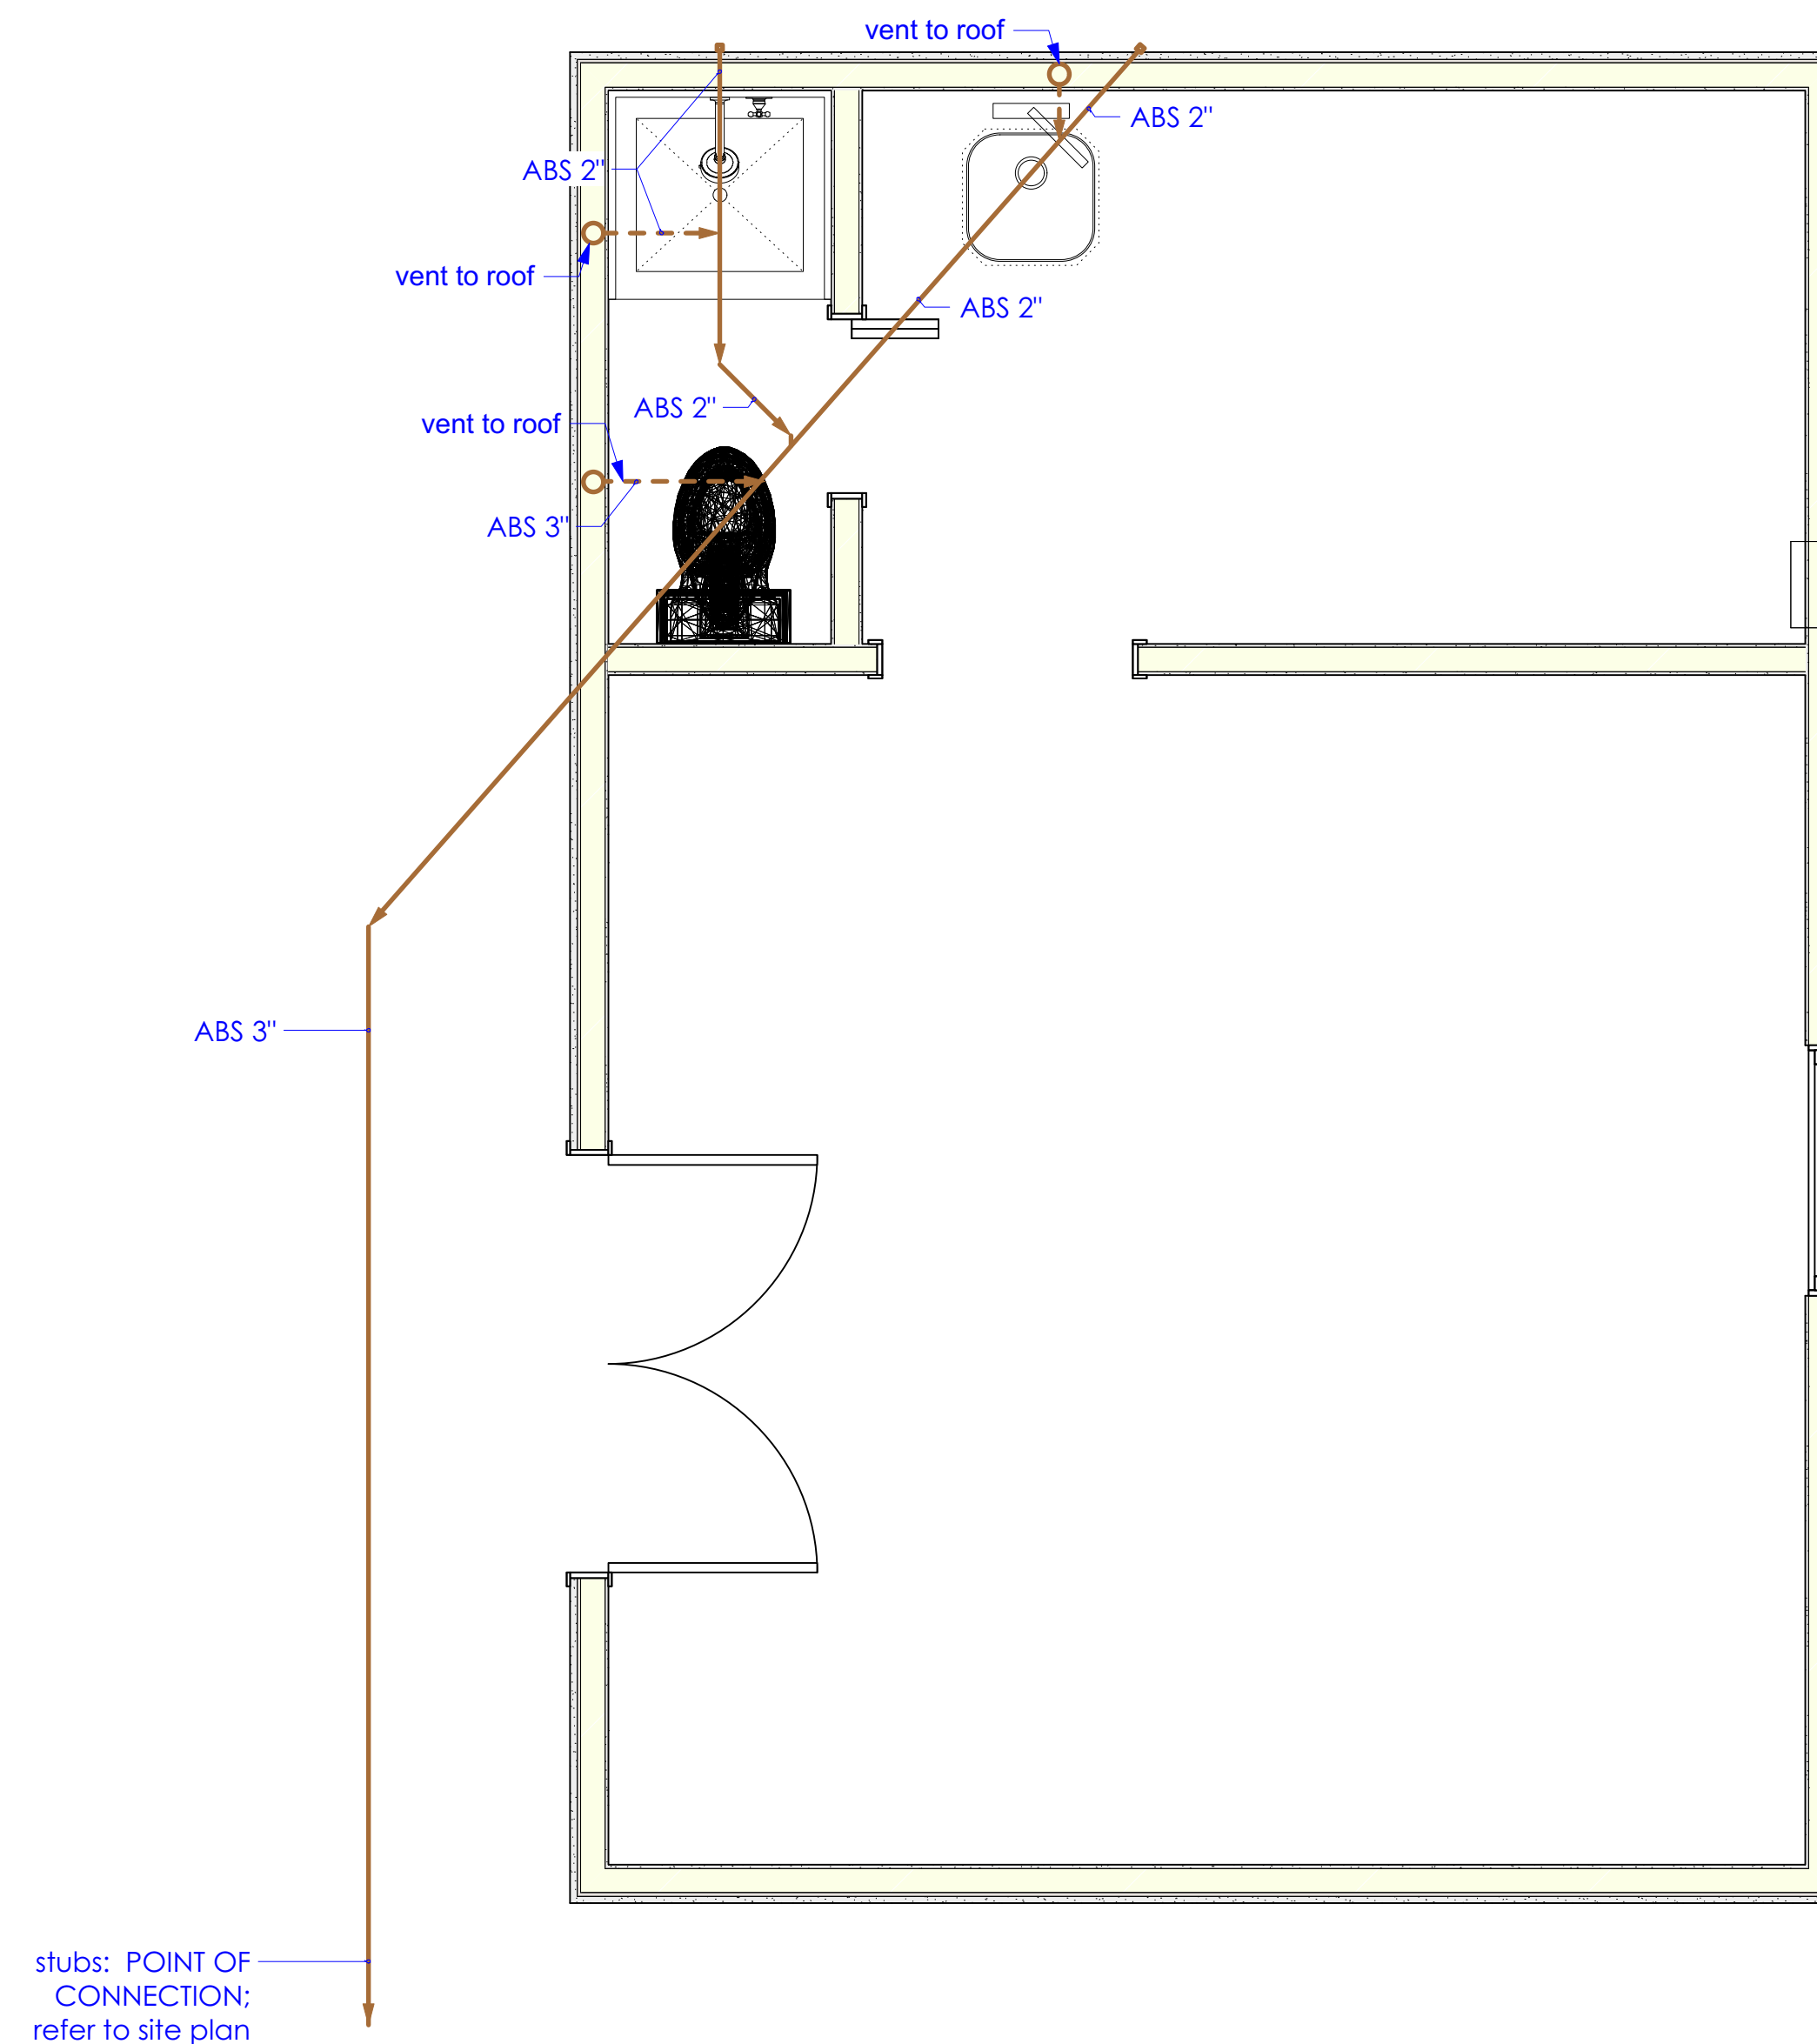 vent to roof
ABS 2"
ABS 2"
vent to roof
ABS 2"
ABS 2"
vent to roof
ABS 3"
ABS 3"
stubs: POINT OF
CONNECTION;
refer to site plan